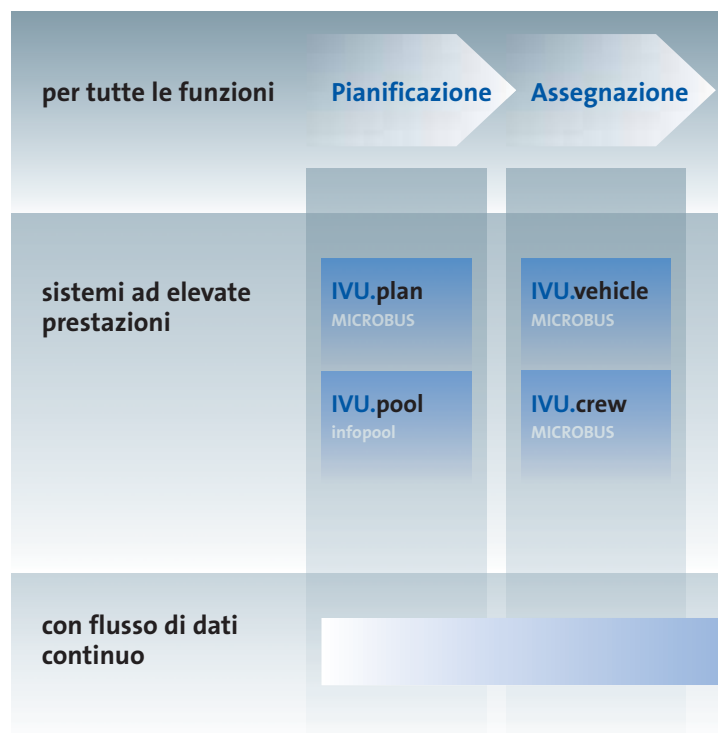 per tutte le funzioni
Pianificazione
Assegnazione
sistemi ad elevate
prestazioni
IVU.plan
MICROBUS
IVU.vehicle
MICROBUS
IVU.pool
infopool
IVU.crew
MICROBUS
con flusso di dati
continuo